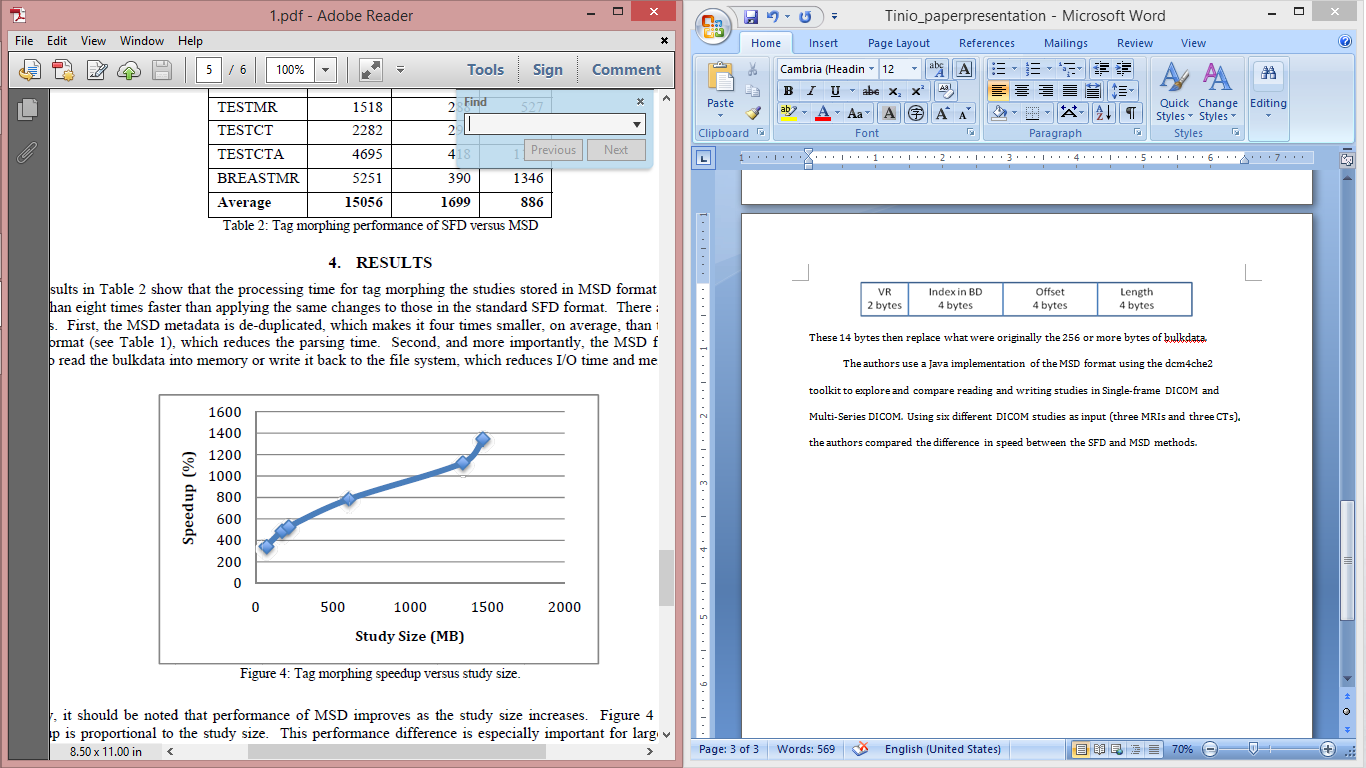 1.pdf - Adobe Reader
File Edit View Window Help
5 / 6 100% Tools Sign Comment
Find
Previous Next
TESTMR 1518 527
TESTCT 2282
TESTCTA 4695 418
BREASTMR 5251 390 1346
Average 15056 1699 886
Table 2: Tag morphing performance of SFD versus MSD
4. RESULTS
sults in Table 2 show that the processing time for tag morphing the studies stored in MSD format
han eight times faster than applying the same changes to those in the standard SFD format. There
s. First, the MSD metadata is de-duplicated, which makes it four times smaller, on average, than
ormat (see Table 1), which reduces the parsing time. Second, and more importantly, the MSD f
o read the bulkdata into memory or write it back to the file system, which reduces I/O time and me
1600
1400
1200
1000
800
600
400
200
0
Speedup (%)
0 500 1000 1500 2000
Study Size (MB)
Figure 4: Tag morphing speedup versus study size.
y, it should be noted that performance of MSD improves as the study size increases. Figure 4
up is proportional to the study size. This performance difference is especially important for larg
8.50 x 11.00 in
Tinio_paperpresentation - Microsoft Word
Home Insert Page Layout References Mailings Review View
Paste
Cambria (Headin 12
Quick Styles Change Styles
Editing
Clipboard Font Paragraph Styles
1 1 2 3 4 5 6 7
VR Index in BD Offset Length
2 bytes 4 bytes 4 bytes 4 bytes
These 14 bytes then replace what were originally the 256 or more bytes of bulkdata.
The authors use a Java implementation of the MSD format using the dcm4che2
toolkit to explore and compare reading and writing studies in Single-frame DICOM and
Multi-Series DICOM. Using six different DICOM studies as input (three MRIs and three CTs),
the authors compared the difference in speed between the SFD and MSD methods.
Page: 3 of 3 Words: 569 English (United States) 70%